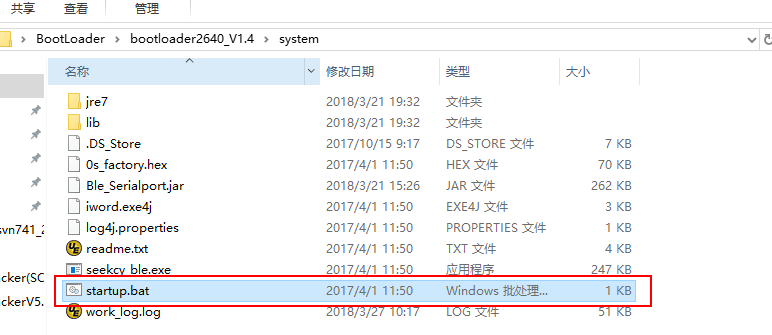 共享 查看 管理
BootLoader > bootloader2640_V1.4 > system
名称 修改日期 类型 大小
jre7 2018/3/21 19:32 文件夹
lib 2018/3/21 19:32 文件夹
.DS_Store 2017/10/15 9:17 DS_STORE 文件 7 KB
0s_factory.hex 2017/4/1 11:50 HEX 文件 70 KB
Ble_Serialport.jar 2018/3/21 15:26 JAR 文件 262 KB
iword.exe4j 2017/4/1 11:50 EXE4J 文件 3 KB
log4j.properties 2017/4/1 11:50 PROPERTIES 文件 1 KB
svn741_2 readme.txt 2017/4/1 11:50 TXT 文件 4 KB
seekcy_ble.exe 2017/4/1 11:50 应用程序 247 KB
cker(SC startup.bat 2017/4/1 11:50 Windows 批处理... 1 KB
ckerV5. work_log.log 2018/3/27 10:17 LOG 文件 51 KB